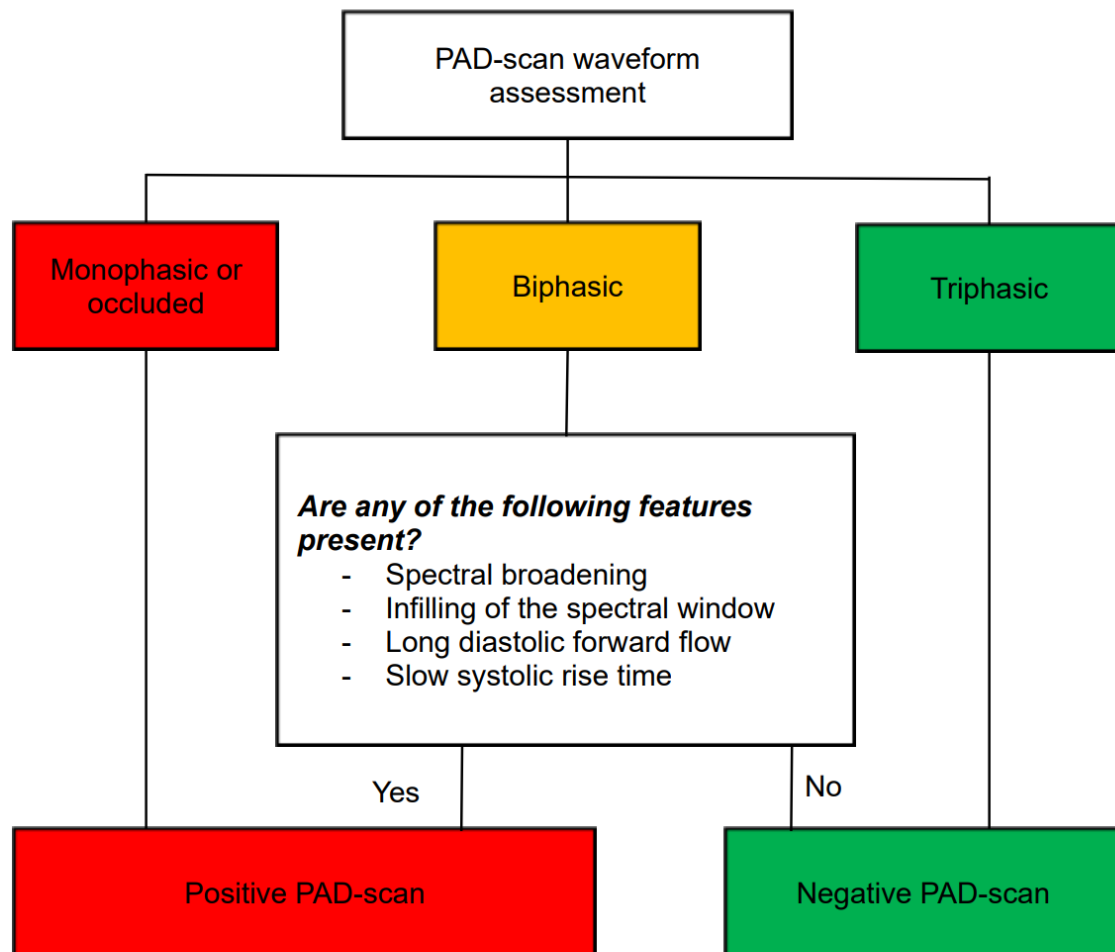 PAD-scan waveform
assessment
Monophasic or
occluded
Biphasic
Triphasic
Are any of the following features
present?
- Spectral broadening
- Infilling of the spectral window
- Long diastolic forward flow
- Slow systolic rise time
Yes
No
Positive PAD-scan
Negative PAD-scan